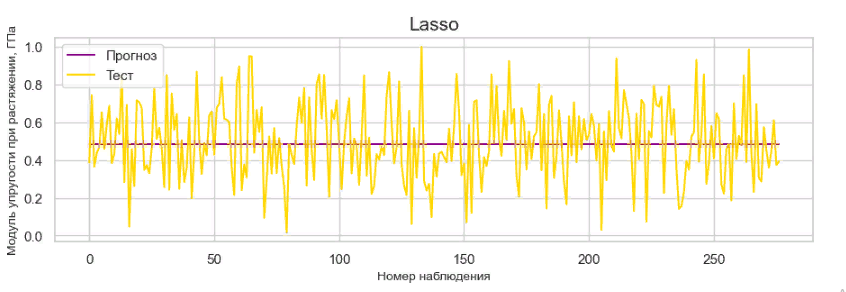 Lasso
Модуль упругости при растяжении, ГПа
1.0
0.8
0.6
0.4
0.2
0.0
Прогноз
Тест
0 50 100 150 200 250
Номер наблюдения